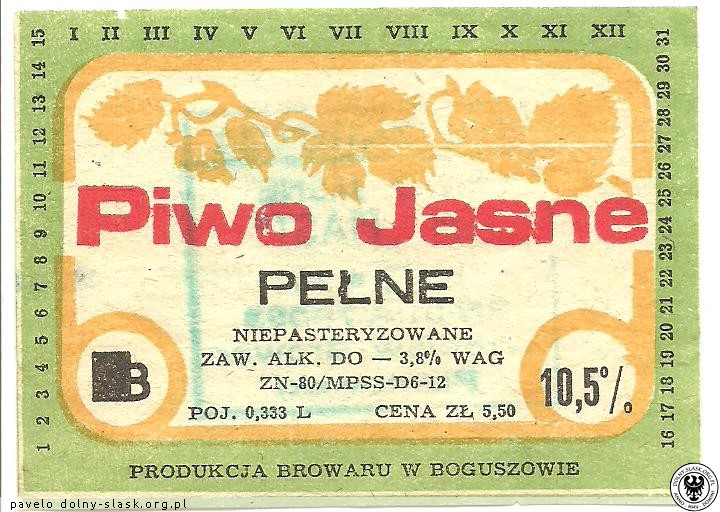 I II III IV V VI VII VIII IX X XI XII
15 14 13 12 11 10 9 8 7 6 5 4 3 2 1
31 30 29 28 27 26 25 24 23 22 21 20 19 18 17 16
Piwo Jasne
PEŁNE
NIEPASTERYZOWANE
ZAW. ALK. DO — 3,8% WAG
ZN-80/MPSS-D6-12
B
10,5%
POJ. 0,333 L CENA ZŁ 5,50
PRODUKCJA BROWARU W BOGUSZOWIE
pavelo dolny-slask.org.pl